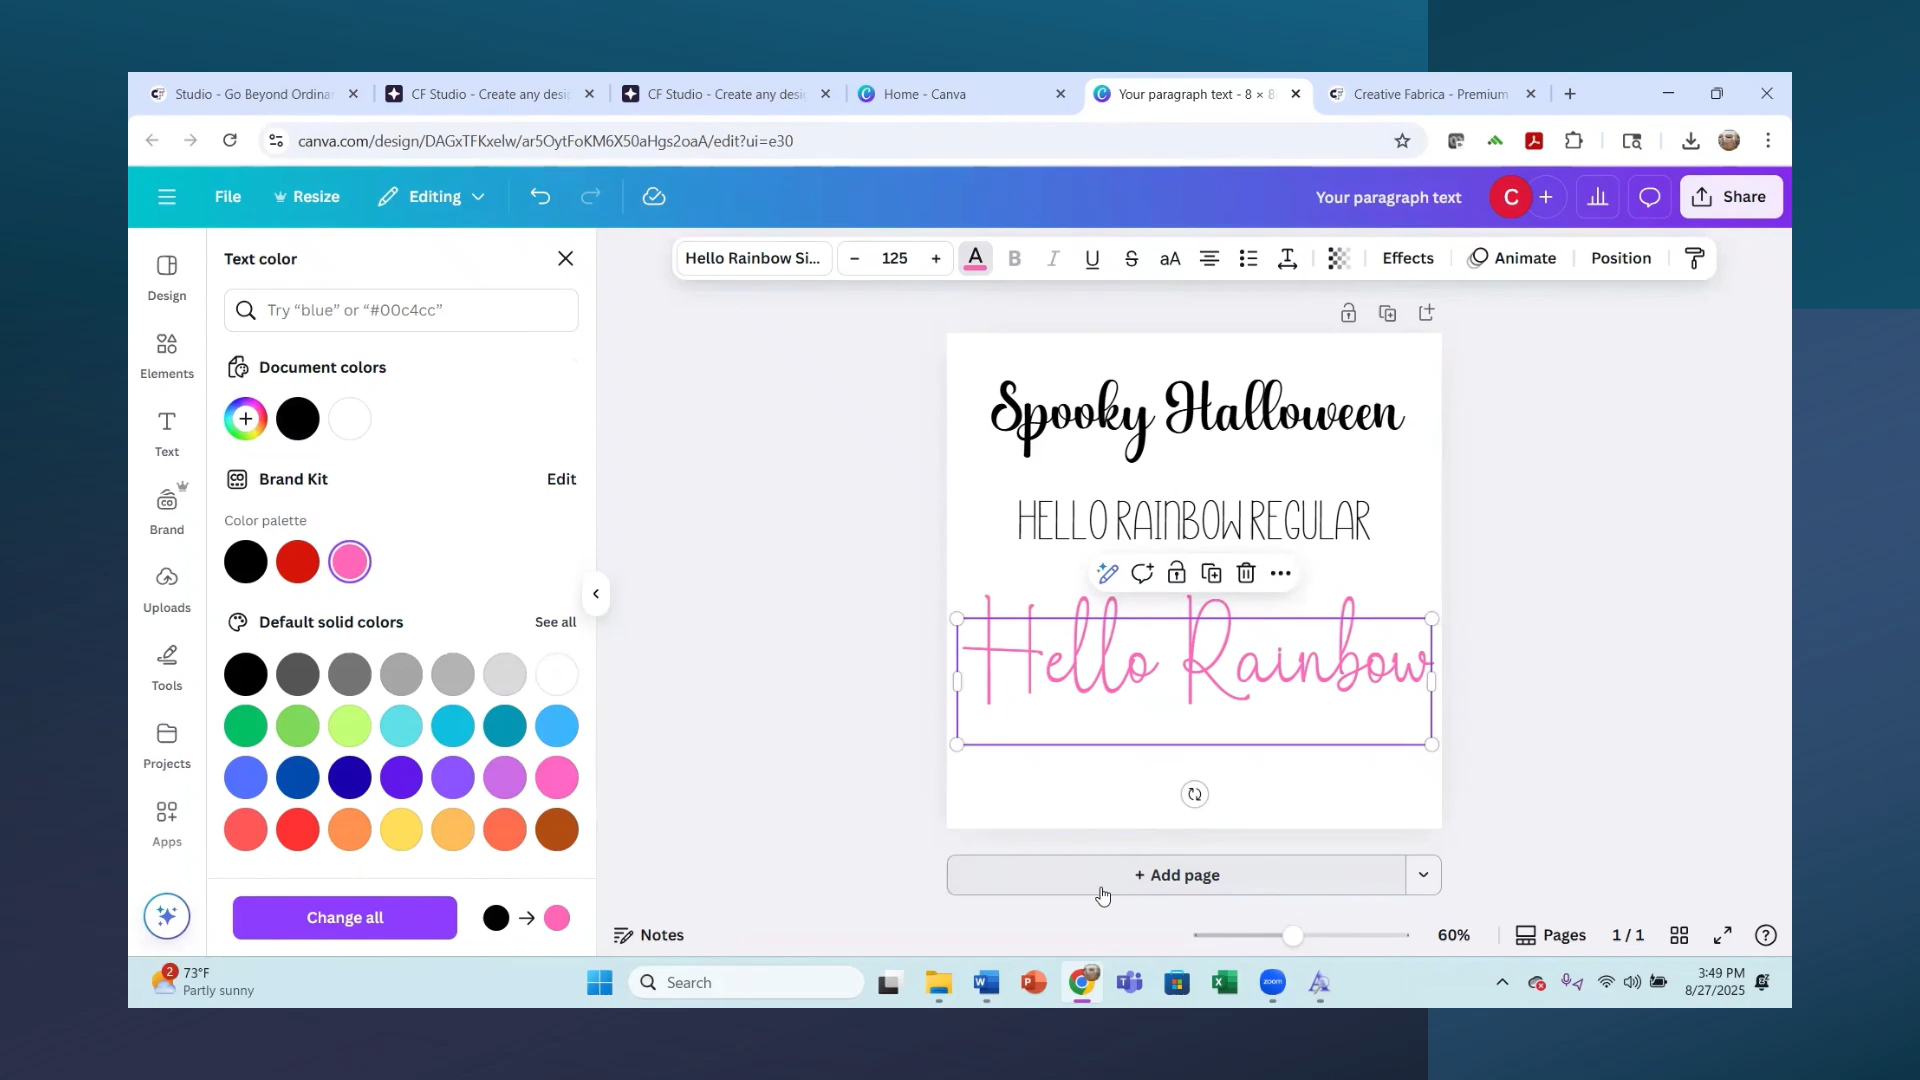 Studio - Go Beyond Ordina
CF Studio - Create any desi
CF Studio - Create any desi
Home - Canva
Your paragraph text - 8 × 8
Creative Fabrica - Premium
canva.com/design/DAGxTFKxelw/ar5OytFoKM6X50aHgs2oaA/edit?ui=e30
File
Resize
Editing
Your paragraph text
C
Share
Text color
Hello Rainbow Si...
– 125 +
A
B
I
U
S
aA
Effects
Animate
Position
Design
Elements
Text
Brand
Uploads
Tools
Projects
Apps
Try “blue” or “#00c4cc”
Document colors
Brand Kit
Edit
Color palette
Default solid colors
See all
Change all
Spooky Halloween
HELLO RAINBOW REGULAR
Hello Rainbow
+ Add page
Notes
60%
Pages
1 / 1
2
73°F
Partly sunny
Search
zoom
3:49 PM
8/27/2025